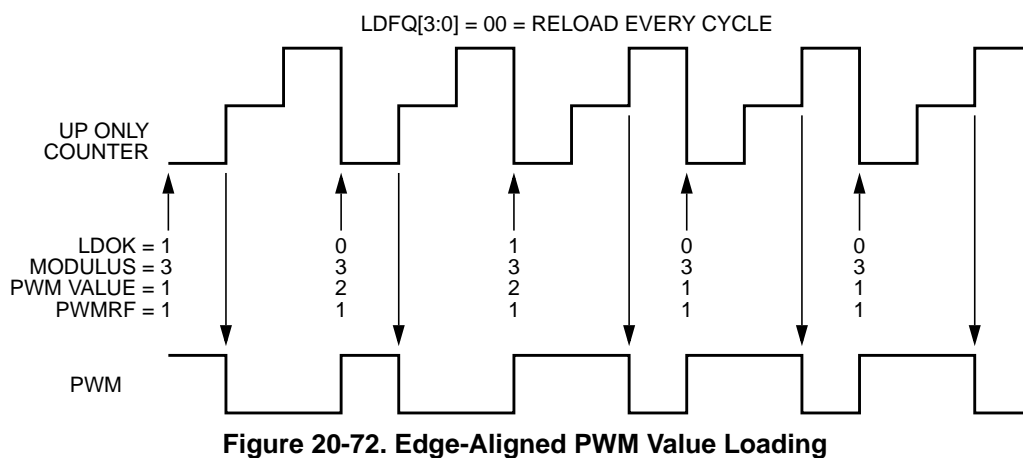 LDFQ[3:0] = 00 = RELOAD EVERY CYCLE
UP ONLY
COUNTER
LDOK = 1 0 1 0 0
MODULUS = 3 3 3 3 3
PWM VALUE = 1 2 2 1 1
PWMRF = 1 1 1 1 1
PWM
Figure 20-72. Edge-Aligned PWM Value Loading